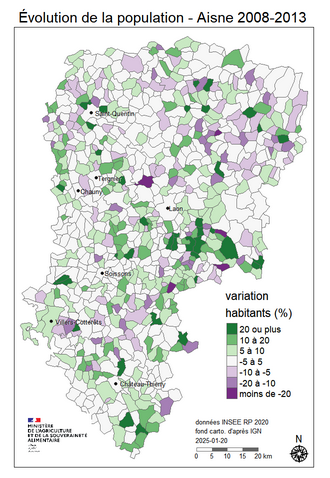 Évolution de la population - Aisne 2008-2013
Saint-Quentin
Tergnier
Chauny
Laon
Soissons
Villers-Cotterêts
Château-Thierry
variation
habitants (%)
20 ou plus
10 à 20
5 à 10
-5 à 5
-10 à -5
-20 à -10
moins de -20
MINISTÈRE
DE L'AGRICULTURE
ET DE LA SOUVERAINETÉ
ALIMENTAIRE
données INSEE RP 2020
fond carto. d'après IGN
2025-01-20
0 10 20 km
N